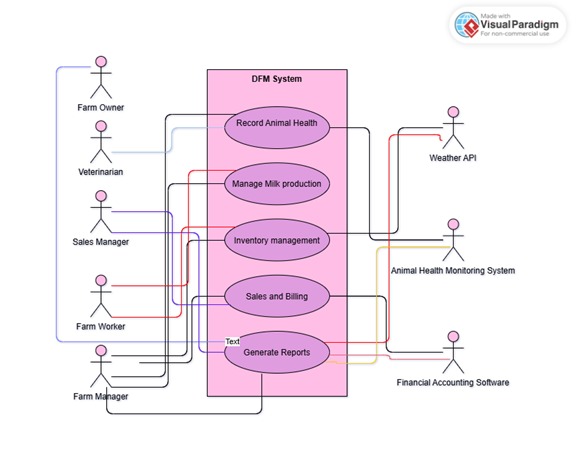 Made with
VisualParadigm
For non-commercial use
DFM System
Farm Owner
Record Animal Health
Weather API
Veterinarian
Manage Milk production
Sales Manager
Inventory management
Animal Health Monitoring System
Sales and Billing
Farm Worker
Text
Generate Reports
Financial Accounting Software
Farm Manager